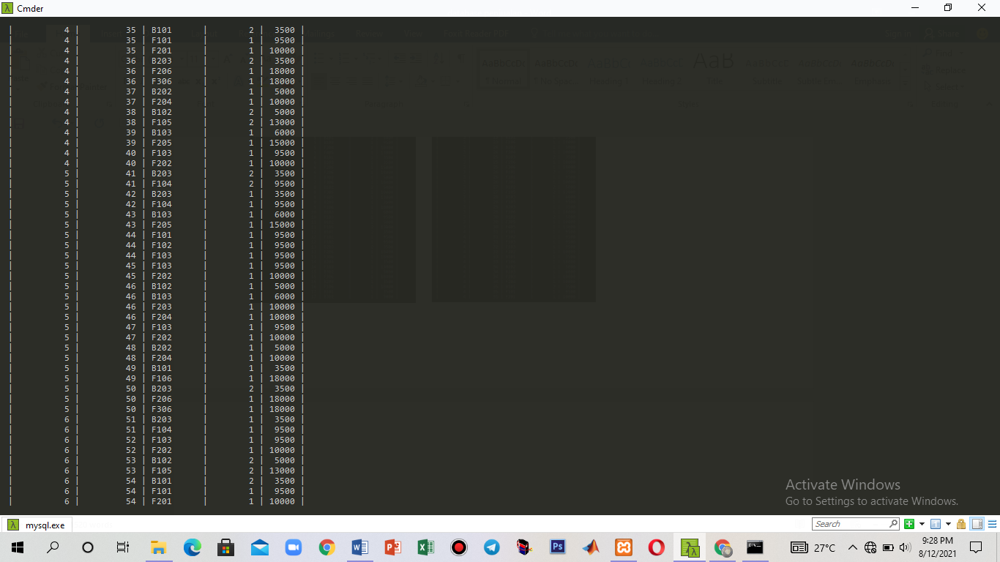 Cmder
| 4 | 35 | B101 | 2 | 3500 |
| 4 | 35 | F101 | 1 | 9500 |
| 4 | 35 | F201 | 1 | 10000 |
| 4 | 36 | B203 | 2 | 3500 |
| 4 | 36 | F206 | 1 | 18000 |
| 4 | 36 | F306 | 1 | 18000 |
| 4 | 37 | B202 | 1 | 5000 |
| 4 | 37 | F204 | 1 | 10000 |
| 4 | 38 | B102 | 2 | 5000 |
| 4 | 38 | F105 | 2 | 13000 |
| 4 | 39 | B103 | 1 | 6000 |
| 4 | 39 | F205 | 1 | 15000 |
| 4 | 40 | F103 | 1 | 9500 |
| 4 | 40 | F202 | 1 | 10000 |
| 5 | 41 | B203 | 2 | 3500 |
| 5 | 41 | F104 | 2 | 9500 |
| 5 | 42 | B203 | 1 | 3500 |
| 5 | 42 | F104 | 1 | 9500 |
| 5 | 43 | B103 | 1 | 6000 |
| 5 | 43 | F205 | 1 | 15000 |
| 5 | 44 | F101 | 1 | 9500 |
| 5 | 44 | F102 | 1 | 9500 |
| 5 | 44 | F103 | 1 | 9500 |
| 5 | 45 | F103 | 1 | 9500 |
| 5 | 45 | F202 | 1 | 10000 |
| 5 | 46 | B102 | 1 | 5000 |
| 5 | 46 | B103 | 1 | 6000 |
| 5 | 46 | F203 | 1 | 10000 |
| 5 | 46 | F204 | 1 | 10000 |
| 5 | 47 | F103 | 1 | 9500 |
| 5 | 47 | F202 | 1 | 10000 |
| 5 | 48 | B202 | 1 | 5000 |
| 5 | 48 | F204 | 1 | 10000 |
| 5 | 49 | B101 | 1 | 3500 |
| 5 | 49 | F106 | 1 | 18000 |
| 5 | 50 | B203 | 2 | 3500 |
| 5 | 50 | F206 | 1 | 18000 |
| 5 | 50 | F306 | 1 | 18000 |
| 6 | 51 | B203 | 1 | 3500 |
| 6 | 51 | F104 | 1 | 9500 |
| 6 | 52 | F103 | 1 | 9500 |
| 6 | 52 | F202 | 1 | 10000 |
| 6 | 53 | B102 | 2 | 5000 |
| 6 | 53 | F105 | 2 | 13000 |
| 6 | 54 | B101 | 2 | 3500 |
| 6 | 54 | F101 | 1 | 9500 |
| 6 | 54 | F201 | 1 | 10000 |
Activate Windows
Go to Settings to activate Windows.
mysql.exe
Search
27°C
9:28 PM
8/12/2021